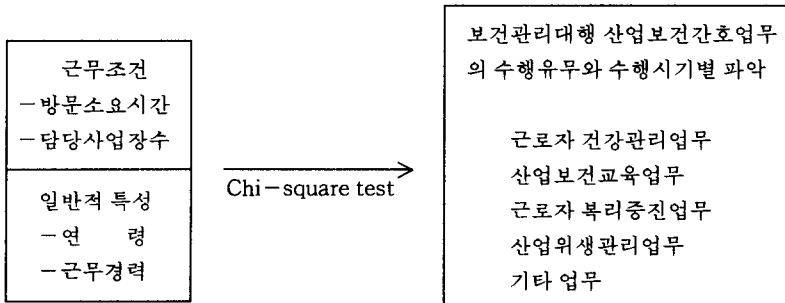 근무조건
-방문소요시간
-담당사업장수
일반적 특성
-연 령
-근무경력
Chi-square test
보건관리대행 산업보건간호업무
의 수행유무와 수행시기별 파악
근로자 건강관리업무
산업보건교육업무
근로자 복리증진업무
산업위생관리업무
기타 업무